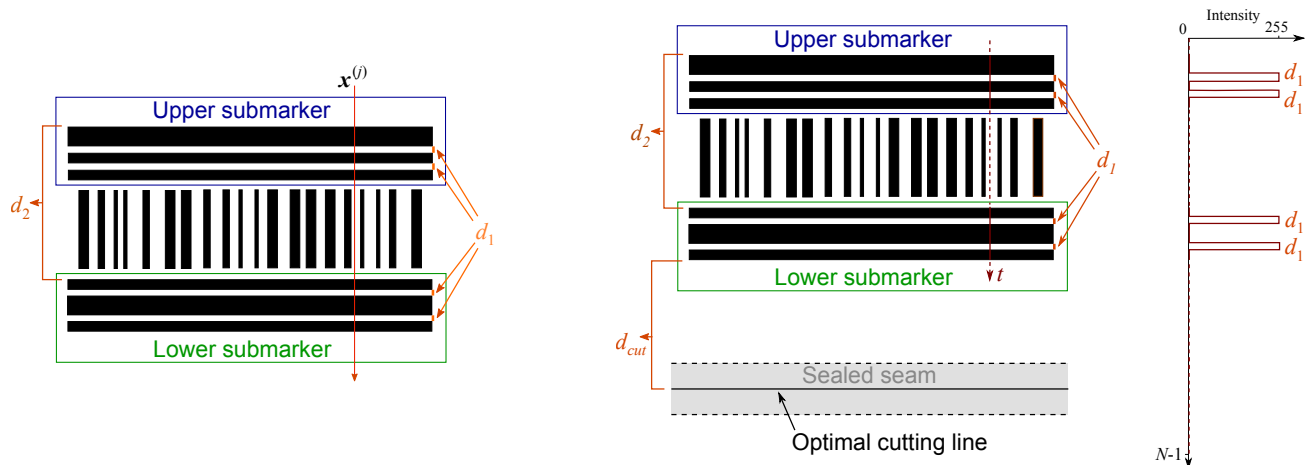 x(j)
Upper submarker
d2
d1
Lower submarker
Upper submarker
d2
d1
Lower submarker
t
dcut
Sealed seam
Optimal cutting line
Intensity
0 255
d1
d1
d1
d1
N-1